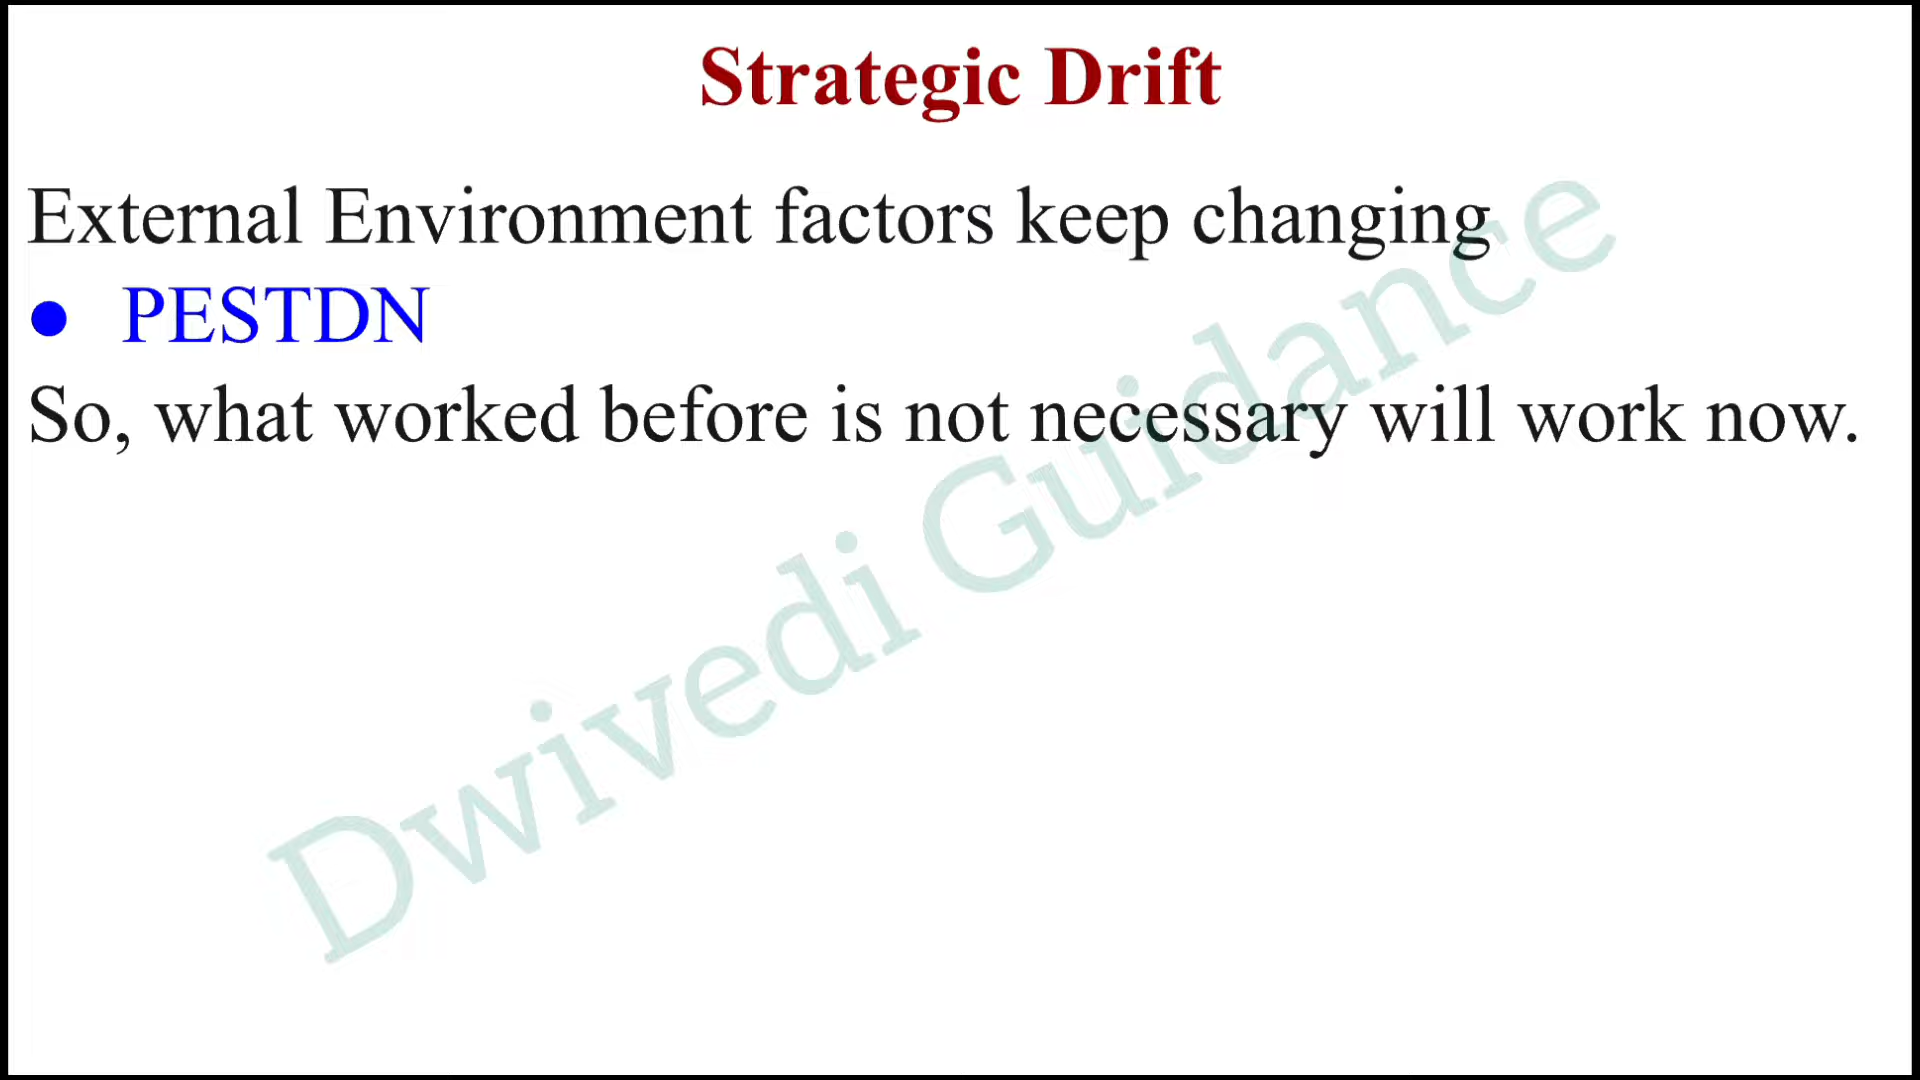 Strategic Drift
External Environment factors keep changing
● PESTDN
So, what worked before is not necessary will work now.
Dwivedi Guidance